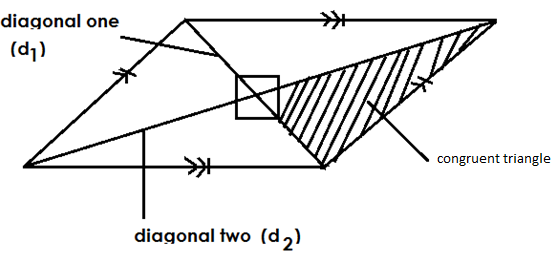 diagonal one
(d1)
congruent triangle
diagonal two (d2)